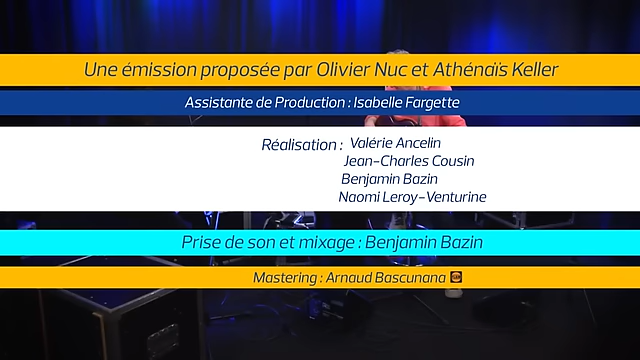 Une émission proposée par Olivier Nuc et Athénaïs Keller
Assistante de Production : Isabelle Fargette
Réalisation : Valérie Ancelin
Jean-Charles Cousin
Benjamin Bazin
Naomi Leroy-Venturine
Prise de son et mixage : Benjamin Bazin
Mastering : Arnaud Bascunana